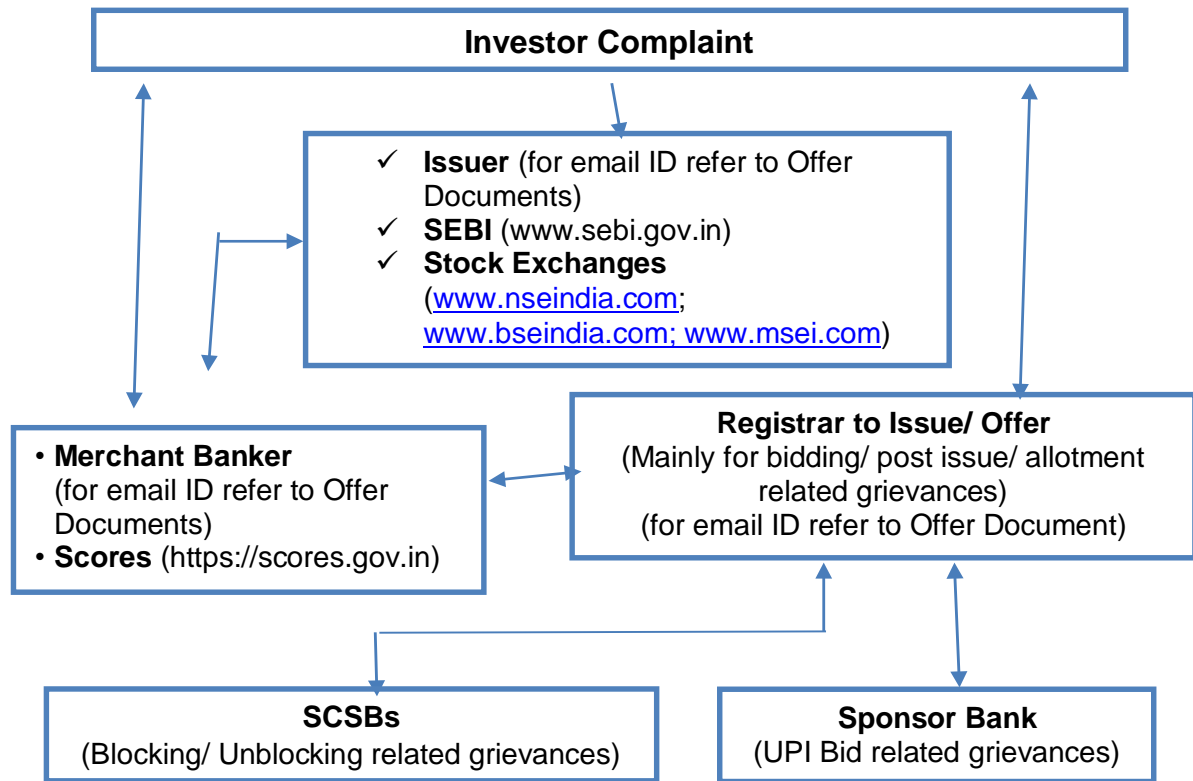 Investor Complaint
✓ Issuer (for email ID refer to Offer
Documents)
✓ SEBI (www.sebi.gov.in)
✓ Stock Exchanges
(www.nseindia.com;
www.bseindia.com; www.msei.com)
• Merchant Banker
(for email ID refer to Offer
Documents)
• Scores (https://scores.gov.in)
Registrar to Issue/ Offer
(Mainly for bidding/ post issue/ allotment
related grievances)
(for email ID refer to Offer Document)
SCSBs
(Blocking/ Unblocking related grievances)
Sponsor Bank
(UPI Bid related grievances)